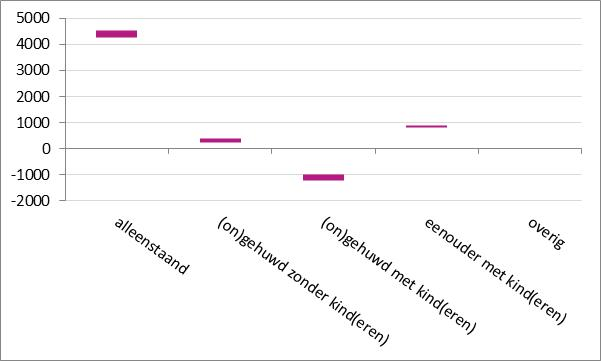 5000
4000
3000
2000
1000
0
-1000
-2000
alleenstaand
(on)gehuwd zonder kind(eren)
(on)gehuwd met kind(eren)
eenouder met kind(eren)
overig